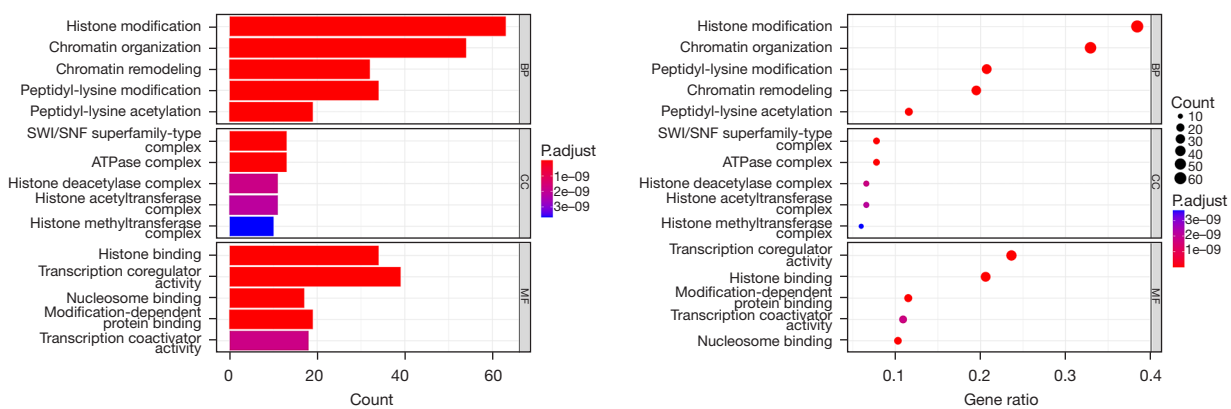 Histone modification
Chromatin organization
Chromatin remodeling
Peptidyl-lysine modification
Peptidyl-lysine acetylation
BP
SWI/SNF superfamily-type
complex
ATPase complex
Histone deacetylase complex
Histone acetyltransferase
complex
Histone methyltransferase
complex
CC
Histone binding
Transcription coregulator
activity
Nucleosome binding
Modification-dependent
protein binding
Transcription coactivator
activity
MF
0 20 40 60
Count
P.adjust
1e−09
2e−09
3e−09
Histone modification
Chromatin organization
Peptidyl-lysine modification
Chromatin remodeling
Peptidyl-lysine acetylation
BP
SWI/SNF superfamily-type
complex
ATPase complex
Histone deacetylase complex
Histone acetyltransferase
complex
Histone methyltransferase
complex
CC
Transcription coregulator
activity
Histone binding
Modification-dependent
protein binding
Transcription coactivator
activity
Nucleosome binding
MF
0.1 0.2 0.3 0.4
Gene ratio
Count
10
20
30
40
50
60
P.adjust
3e−09
2e−09
1e−09